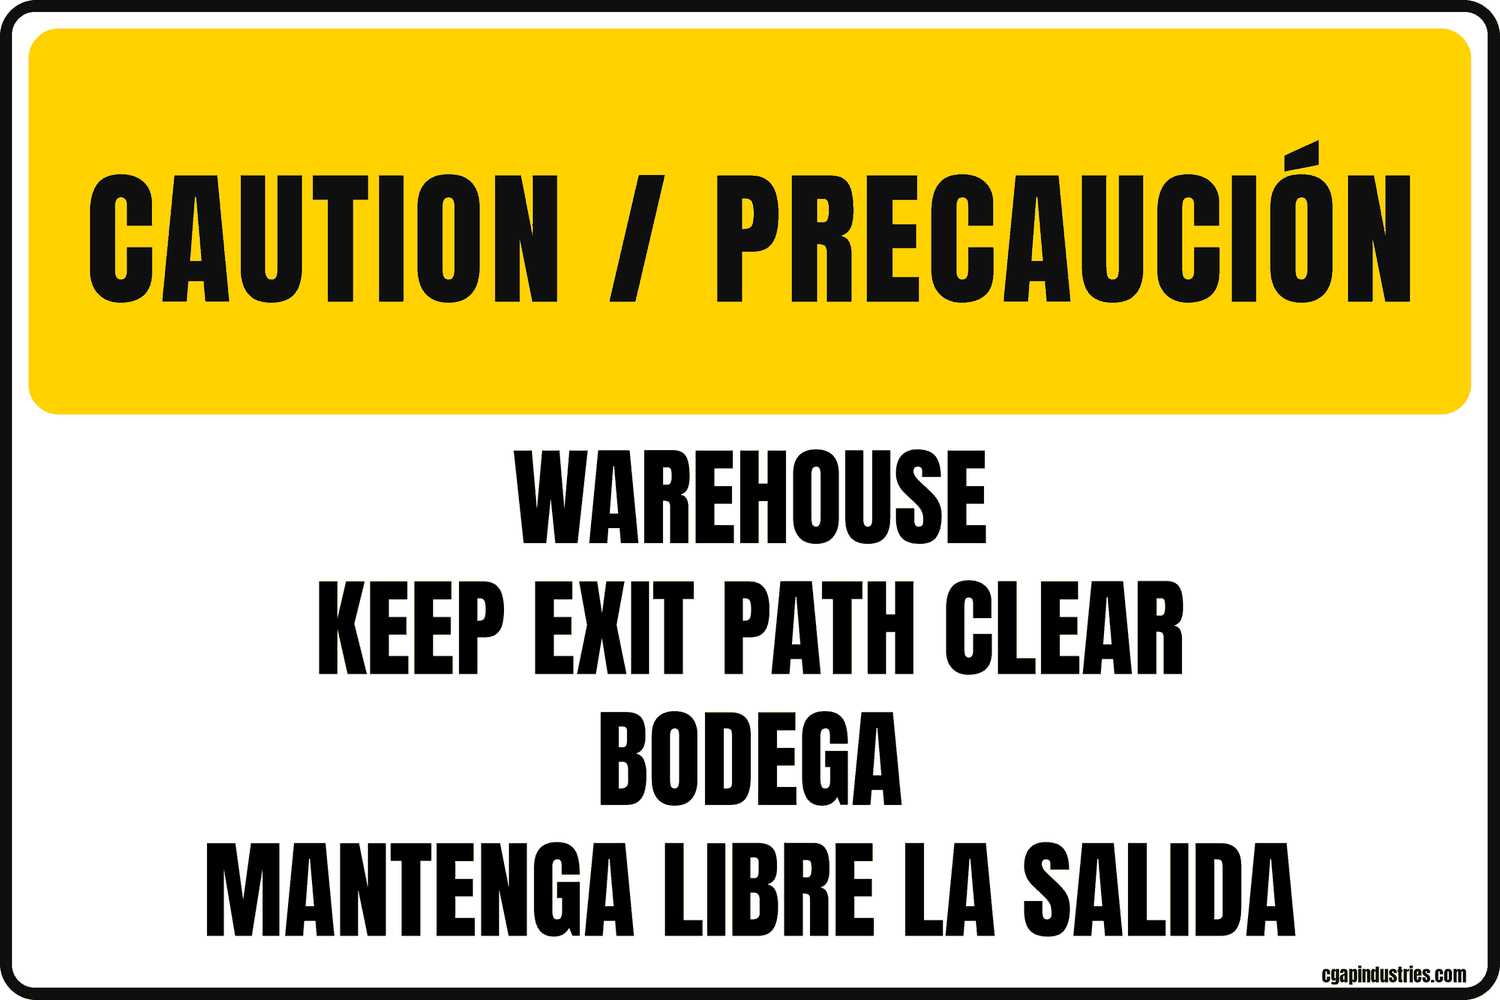 CAUTION / PRECAUCIÓN
WAREHOUSE
KEEP EXIT PATH CLEAR
BODEGA
MANTENGA LIBRE LA SALIDA
cgapindustries.com